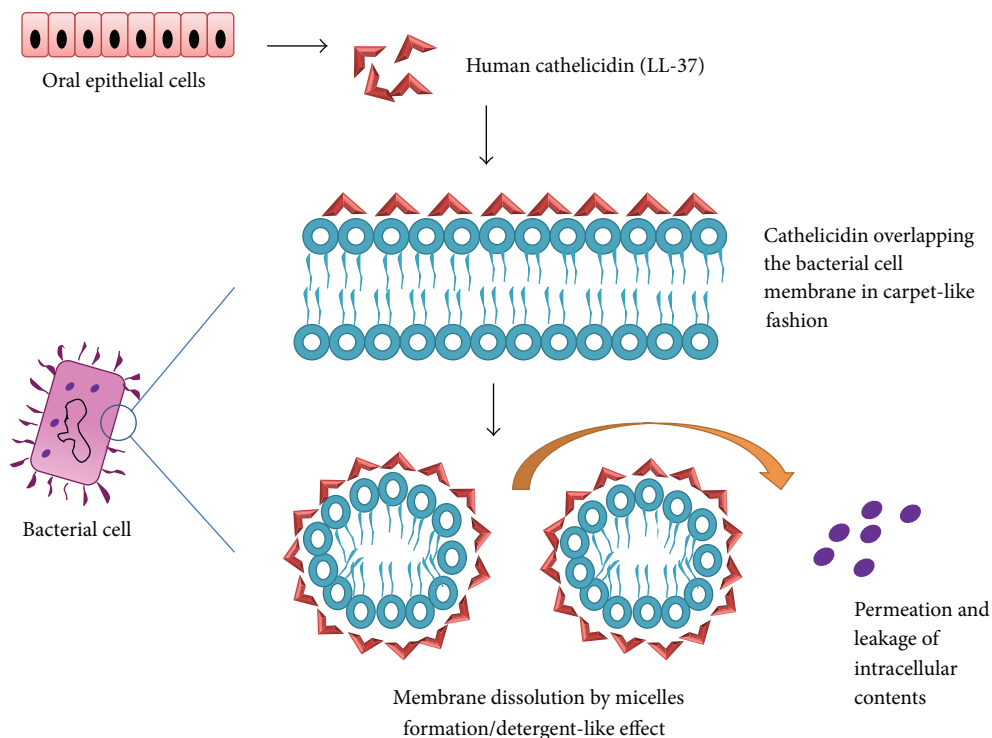 Oral epithelial cells
Human cathelicidin (LL-37)
Cathelicidin overlapping
the bacterial cell
membrane in carpet-like
fashion
Bacterial cell
Permeation and
leakage of
intracellular
contents
Membrane dissolution by micelles
formation/detergent-like effect